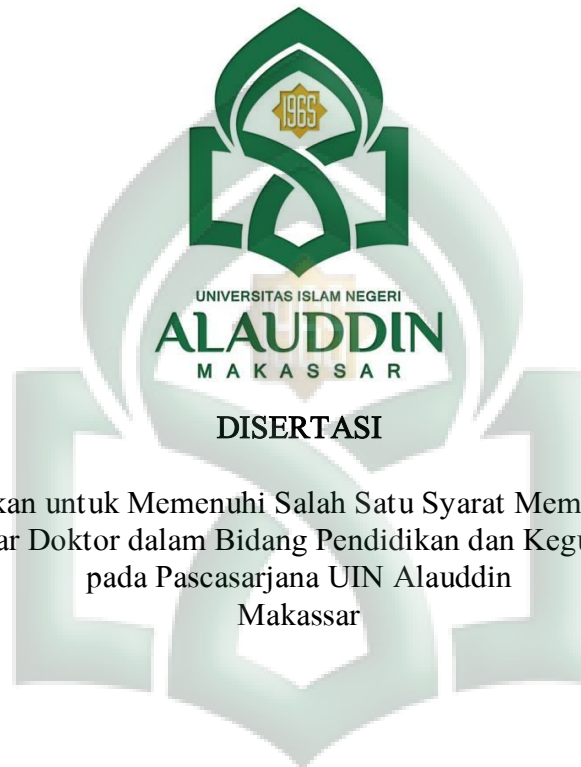 1965
UNIVERSITAS ISLAM NEGERI
ALAUDDIN
MAKASSAR
DISERTASI
kan untuk Memenuhi Salah Satu Syarat Mem
ar Doktor dalam Bidang Pendidikan dan Kegu
pada Pascasarjana UIN Alauddin
Makassar